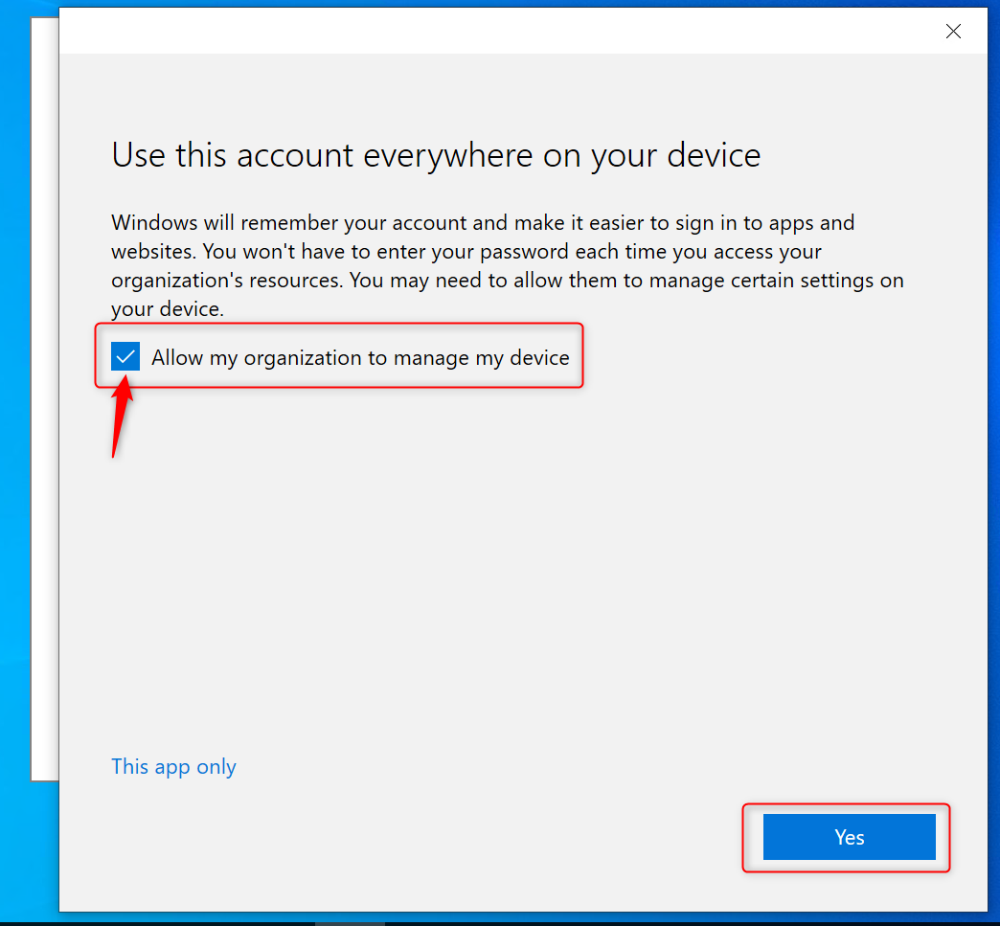 Use this account everywhere on your device
Windows will remember your account and make it easier to sign in to apps and
websites. You won't have to enter your password each time you access your
organization's resources. You may need to allow them to manage certain settings on
your device.
Allow my organization to manage my device
This app only
Yes